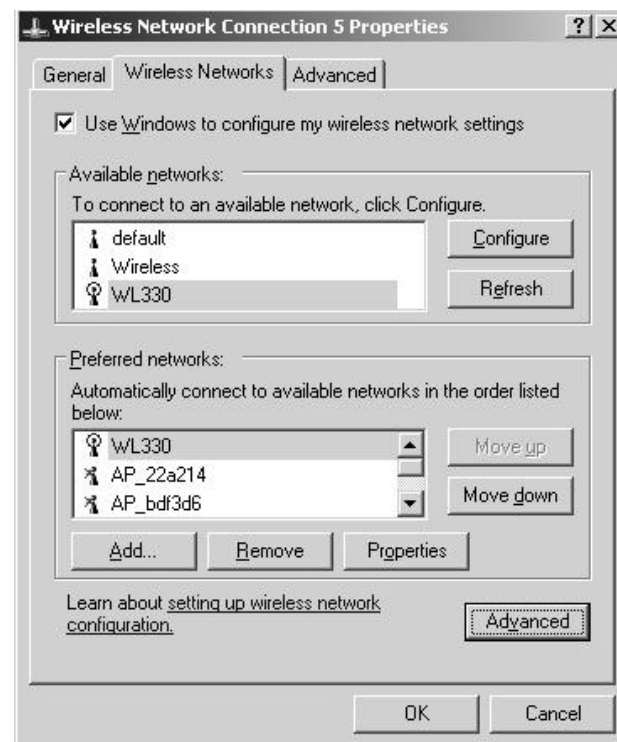 Wireless Network Connection 5 Properties
General Wireless Networks Advanced
Use Windows to configure my wireless network settings
Available networks:
To connect to an available network, click Configure.
default
Wireless
WL330
Configure
Refresh
Preferred networks:
Automatically connect to available networks in the order listed
below:
WL330
AP_22a214
AP_bdf3d6
Move up
Move down
Add... Remove Properties
Learn about setting up wireless network
configuration.
Advanced
OK Cancel